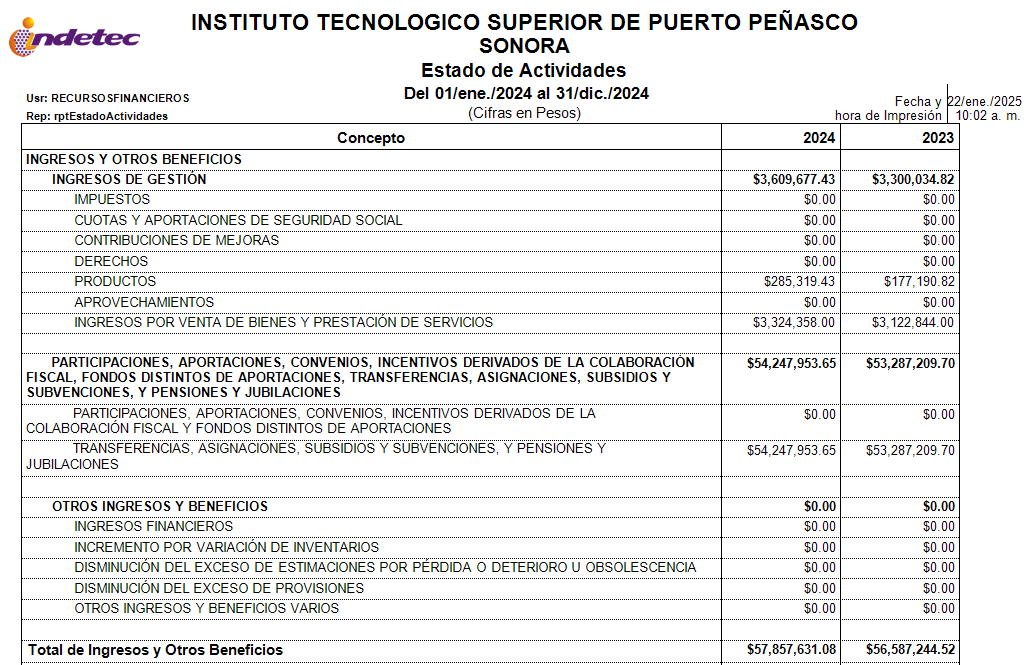 indetec
INSTITUTO TECNOLOGICO SUPERIOR DE PUERTO PEÑASCO
SONORA
Estado de Actividades
Del 01/ene./2024 al 31/dic./2024
(Cifras en Pesos)
Usr: RECURSOSFINANCIEROS
Rep: rptEstadoActividades
Fecha y 22/ene./2025
hora de Impresión 10:02 a. m.
Concepto 2024 2023
INGRESOS Y OTROS BENEFICIOS
INGRESOS DE GESTIÓN $3,609,677.43 $3,300,034.82
IMPUESTOS $0.00 $0.00
CUOTAS Y APORTACIONES DE SEGURIDAD SOCIAL $0.00 $0.00
CONTRIBUCIONES DE MEJORAS $0.00 $0.00
DERECHOS $0.00 $0.00
PRODUCTOS $285,319.43 $177,190.82
APROVECHAMIENTOS $0.00 $0.00
INGRESOS POR VENTA DE BIENES Y PRESTACIÓN DE SERVICIOS $3,324,358.00 $3,122,844.00
PARTICIPACIONES, APORTACIONES, CONVENIOS, INCENTIVOS DERIVADOS DE LA COLABORACIÓN $54,247,953.65 $53,287,209.70
FISCAL, FONDOS DISTINTOS DE APORTACIONES, TRANSFERENCIAS, ASIGNACIONES, SUBSIDIOS Y
SUBVENCIONES, Y PENSIONES Y JUBILACIONES
PARTICIPACIONES, APORTACIONES, CONVENIOS, INCENTIVOS DERIVADOS DE LA $0.00 $0.00
COLABORACIÓN FISCAL Y FONDOS DISTINTOS DE APORTACIONES
TRANSFERENCIAS, ASIGNACIONES, SUBSIDIOS Y SUBVENCIONES, Y PENSIONES Y $54,247,953.65 $53,287,209.70
JUBILACIONES
OTROS INGRESOS Y BENEFICIOS $0.00 $0.00
INGRESOS FINANCIEROS $0.00 $0.00
INCREMENTO POR VARIACIÓN DE INVENTARIOS $0.00 $0.00
DISMINUCIÓN DEL EXCESO DE ESTIMACIONES POR PÉRDIDA O DETERIORO U OBSOLESCENCIA $0.00 $0.00
DISMINUCIÓN DEL EXCESO DE PROVISIONES $0.00 $0.00
OTROS INGRESOS Y BENEFICIOS VARIOS $0.00 $0.00
Total de Ingresos y Otros Beneficios $57,857,631.08 $56,587,244.52